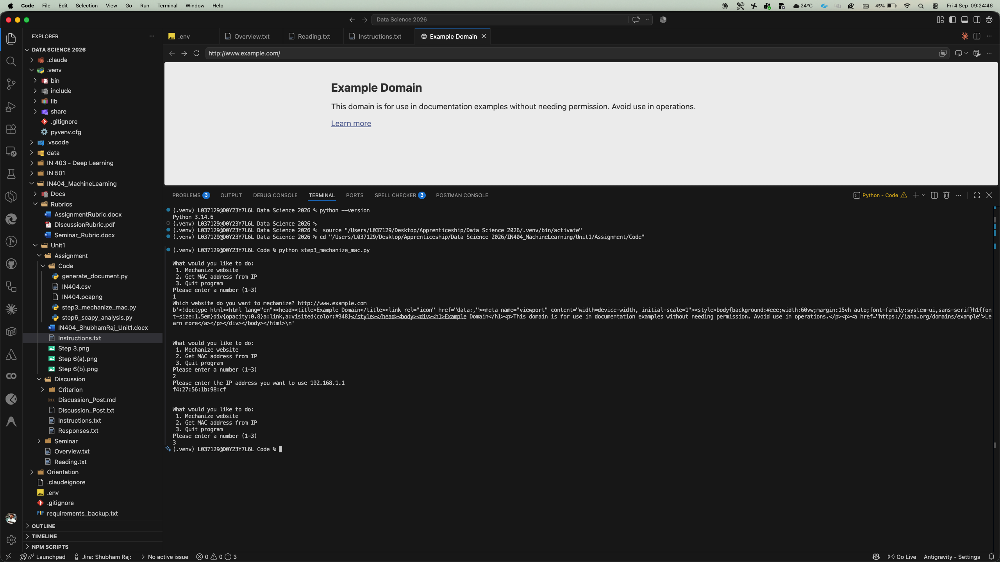 Code File Edit Selection View Go Run Terminal Window Help
24°C 45% Fri 4 Sep 09:24:46
Data Science 2026
EXPLORER
.env Overview.txt Reading.txt Instructions.txt Example Domain
http://www.example.com/
DATA SCIENCE 2026
.claude
.venv
bin
include
lib
share
.gitignore
pyvenv.cfg
.vscode
data
IN 403 - Deep Learning
IN 501
IN404_MachineLearning
Docs
Rubrics
AssignmentRubric.docx
DiscussionRubric.pdf
Seminar_Rubric.docx
Unit1
Assignment
Code
generate_document.py
IN404.csv
IN404.pcapng
step3_mechanize_mac.py
step6_scapy_analysis.py
IN404_ShubhamRaj_Unit1.docx
Instructions.txt
Step 3.png
Step 6(a).png
Step 6(b).png
Discussion
Criterion
Discussion_Post.md
Discussion_Post.txt
Instructions.txt
Responses.txt
Seminar
Overview.txt
Reading.txt
Orientation
.claudeignore
.env
.gitignore
requirements_backup.txt
OUTLINE
TIMELINE
NPM SCRIPTS
Example Domain
This domain is for use in documentation examples without needing permission. Avoid use in operations.
Learn more
PROBLEMS 3 OUTPUT DEBUG CONSOLE TERMINAL PORTS SPELL CHECKER 3 POSTMAN CONSOLE
Python - Code
(.venv) L037129@D0Y23Y7L6L Data Science 2026 % python --version
Python 3.14.6
(.venv) L037129@D0Y23Y7L6L Data Science 2026 %
(.venv) L037129@D0Y23Y7L6L Data Science 2026 %  source "/Users/L037129/Desktop/Apprenticeship/Data Science 2026/.venv/bin/activate"
(.venv) L037129@D0Y23Y7L6L Data Science 2026 % cd "/Users/L037129/Desktop/Apprenticeship/Data Science 2026/IN404_MachineLearning/Unit1/Assignment/Code"
(.venv) L037129@D0Y23Y7L6L Code % python step3_mechanize_mac.py
What would you like to do:
1. Mechanize website
2. Get MAC address from IP
3. Quit program
Please enter a number (1-3)
1
Which website do you want to mechanize? http://www.example.com
b'<!doctype html><html lang="en"><head><title>Example Domain</title><link rel="icon" href="data:,"><meta name="viewport" content="width=device-width, initial-scale=1"><style>body{background:#eee;width:60vw;margin:15vh auto;font-family:system-ui,sans-serif}h1{fon
t-size:1.5em}div{opacity:0.8}a:link,a:visited{color:#348}</style></head><body><div><h1>Example Domain</h1><p>This domain is for use in documentation examples without needing permission. Avoid use in operations.</p><p><a href="https://iana.org/domains/example">Le
arn more</a></p></div></body></html>\n'
What would you like to do:
1. Mechanize website
2. Get MAC address from IP
3. Quit program
Please enter a number (1-3)
2
Please enter the IP address you want to use 192.168.1.1
f4:27:56:1b:98:cf
What would you like to do:
1. Mechanize website
2. Get MAC address from IP
3. Quit program
Please enter a number (1-3)
3
(.venv) L037129@D0Y23Y7L6L Code %
Launchpad Jira: Shubham Raj: No active issue 0 0 3 Go Live Antigravity - Settings